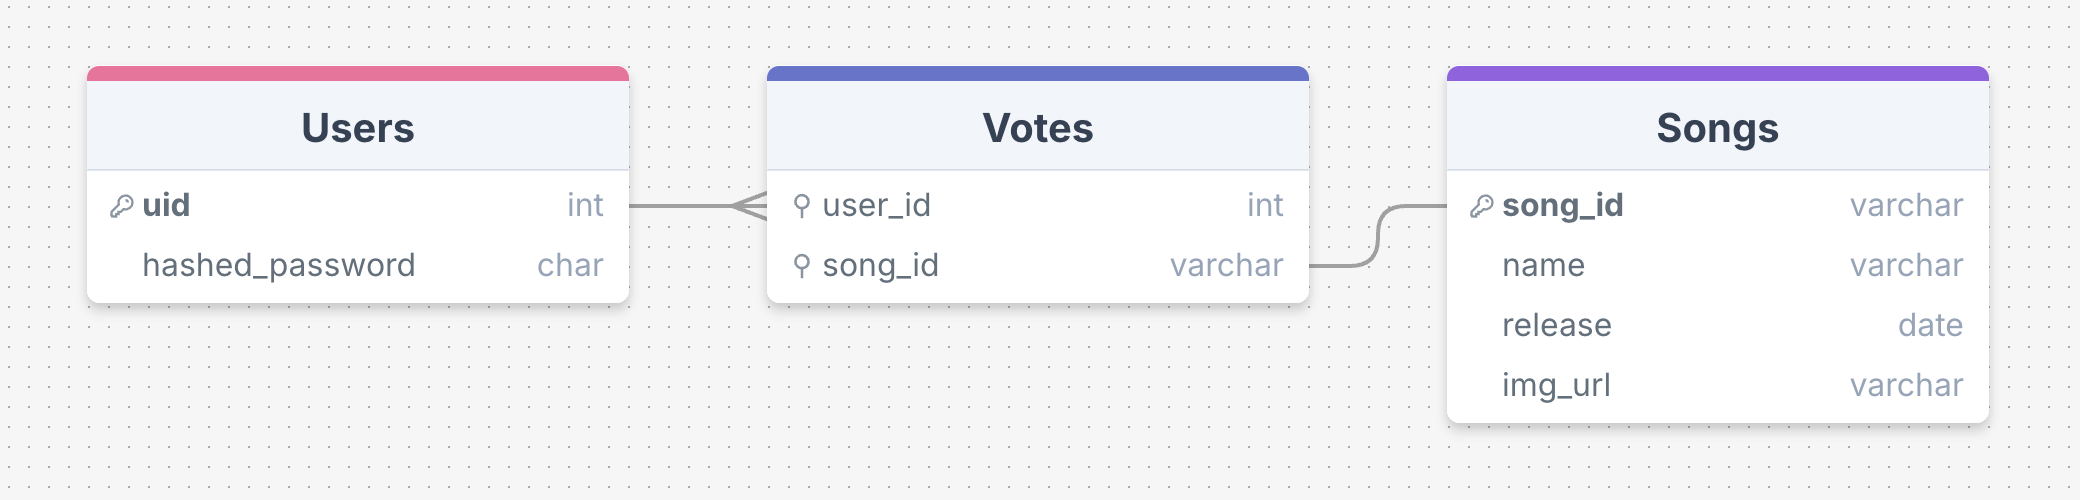 Users
uid int
hashed_password char
Votes
user_id int
song_id varchar
Songs
song_id varchar
name varchar
release date
img_url varchar